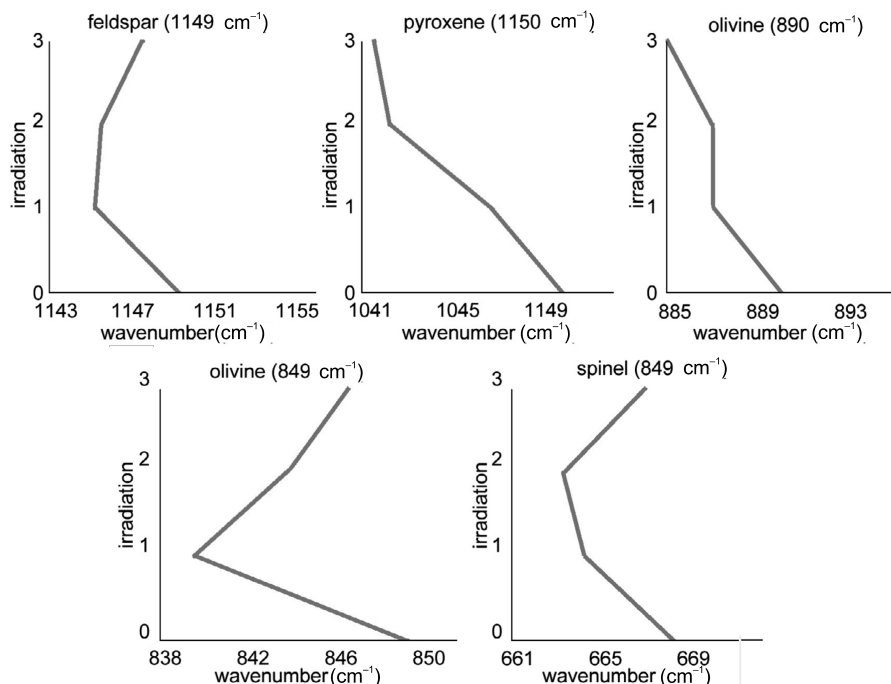 feldspar (1149 cm⁻¹)
3
2
1
0
irradiation
1143 1147 1151 1155
wavenumber(cm⁻¹)
pyroxene (1150 cm⁻¹)
3
2
1
0
irradiation
1041 1045 1149
wavenumber (cm⁻¹)
olivine (890 cm⁻¹)
3
2
1
0
irradiation
885 889 893
wavenumber (cm⁻¹)
olivine (849 cm⁻¹)
3
2
1
0
irradiation
838 842 846 850
wavenumber(cm⁻¹)
spinel (849 cm⁻¹)
3
2
1
0
irradiation
661 665 669
wavenumber (cm⁻¹)